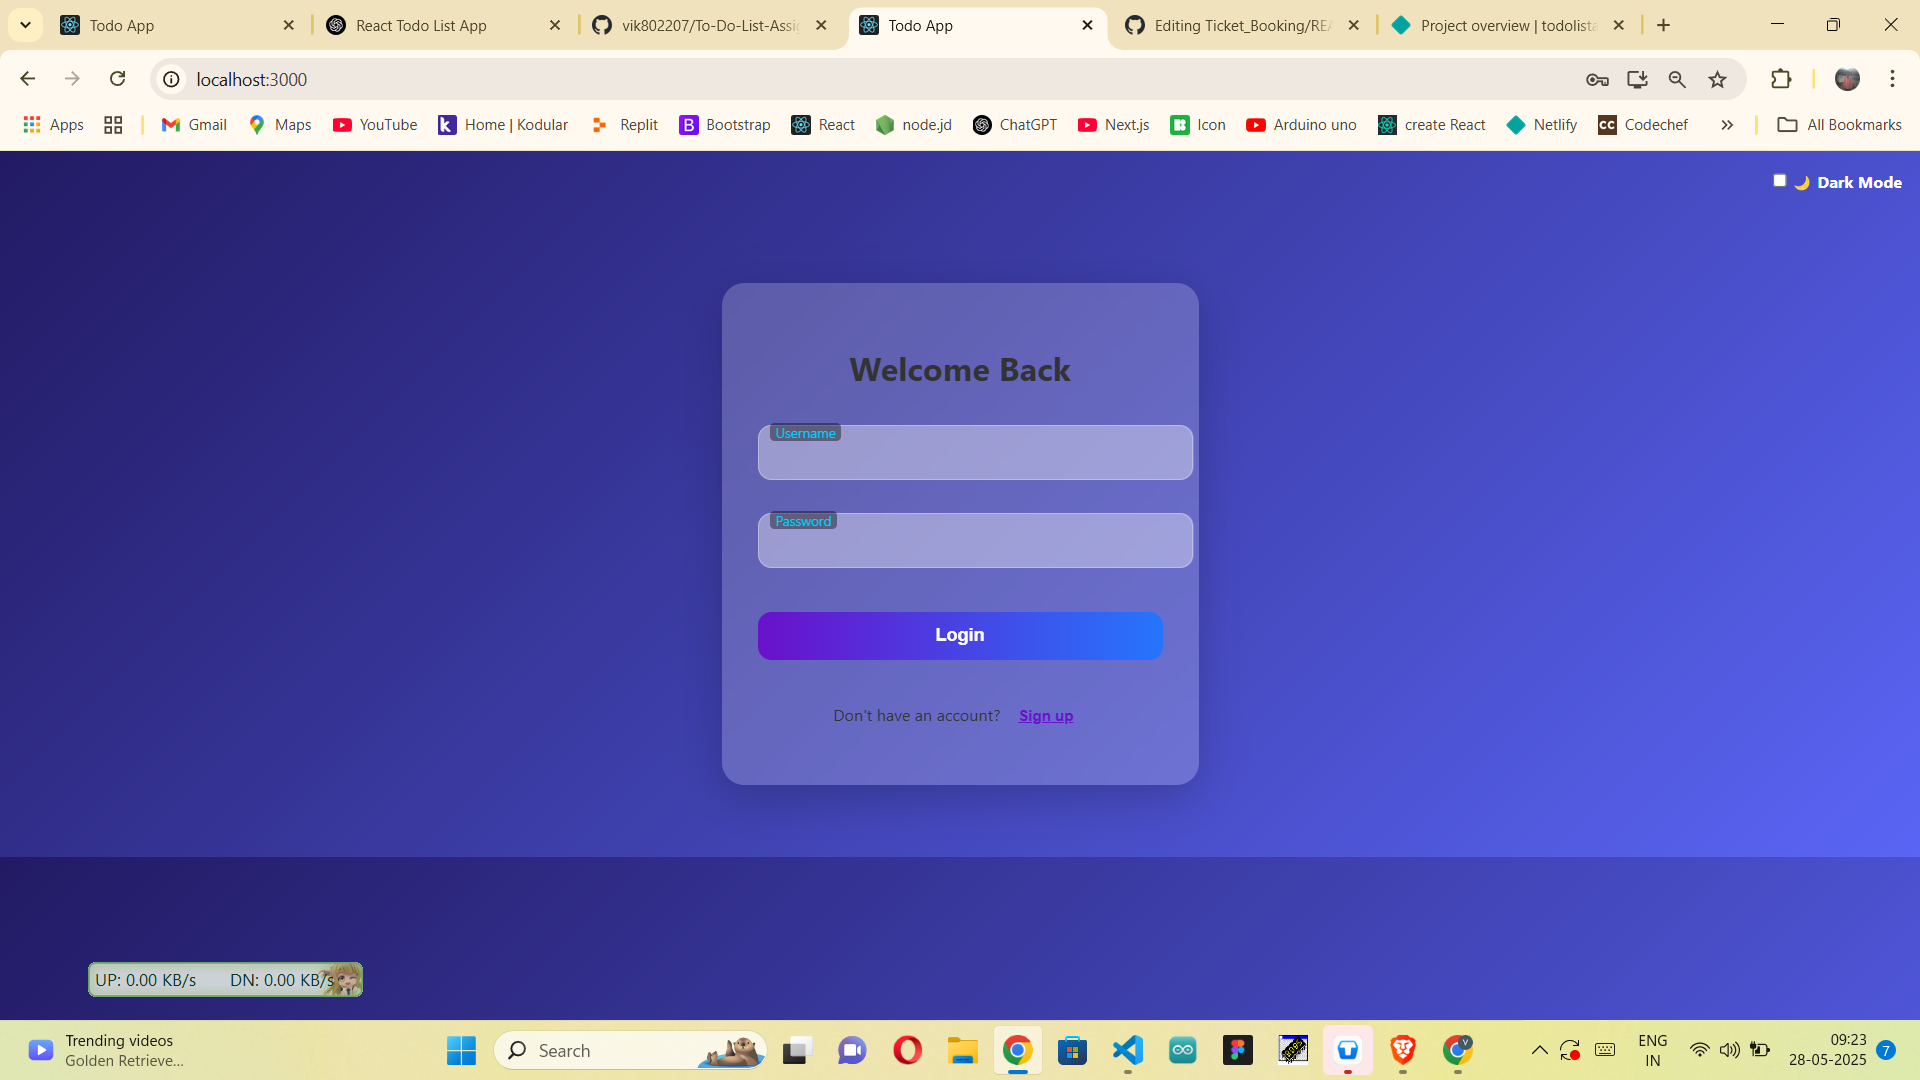 Todo App
React Todo List App
vik802207/To-Do-List-Assig
Todo App
Editing Ticket_Booking/REA
Project overview | todolista
localhost:3000
Apps
Gmail
Maps
YouTube
Home | Kodular
Replit
Bootstrap
React
node.jd
ChatGPT
Next.js
Icon
Arduino uno
create React
Netlify
Codechef
All Bookmarks
🌙 Dark Mode
Welcome Back
Username
Password
Login
Don't have an account? Sign up
UP: 0.00 KB/s DN: 0.00 KB/s
Trending videos
Golden Retrieve...
Search
ENG
IN
09:23
28-05-2025
7